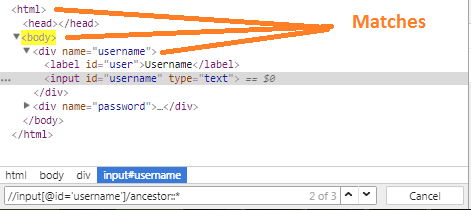 <html>
Matches
<head></head>
▼<body>
▼<div name="username">
<label id="user">Username</label>
... <input id="username" type="text"> == $0
</div>
▶<div name="password">…</div>
</body>
</html>
html body div input#username
//input[@id='username']/ancestor::* 2 of 3 Cancel